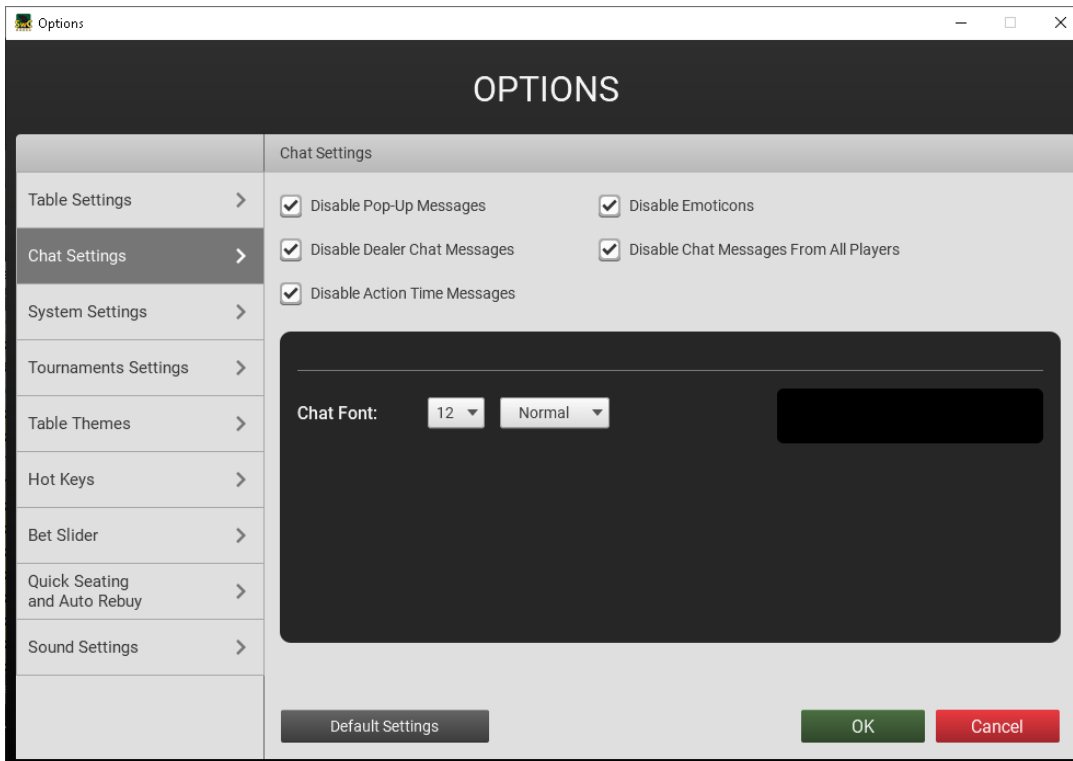 Options
OPTIONS
Chat Settings
Table Settings
Chat Settings
System Settings
Tournaments Settings
Table Themes
Hot Keys
Bet Slider
Quick Seating
and Auto Rebuy
Sound Settings
Disable Pop-Up Messages
Disable Emoticons
Disable Dealer Chat Messages
Disable Chat Messages From All Players
Disable Action Time Messages
Chat Font: 12 Normal
Default Settings
OK
Cancel